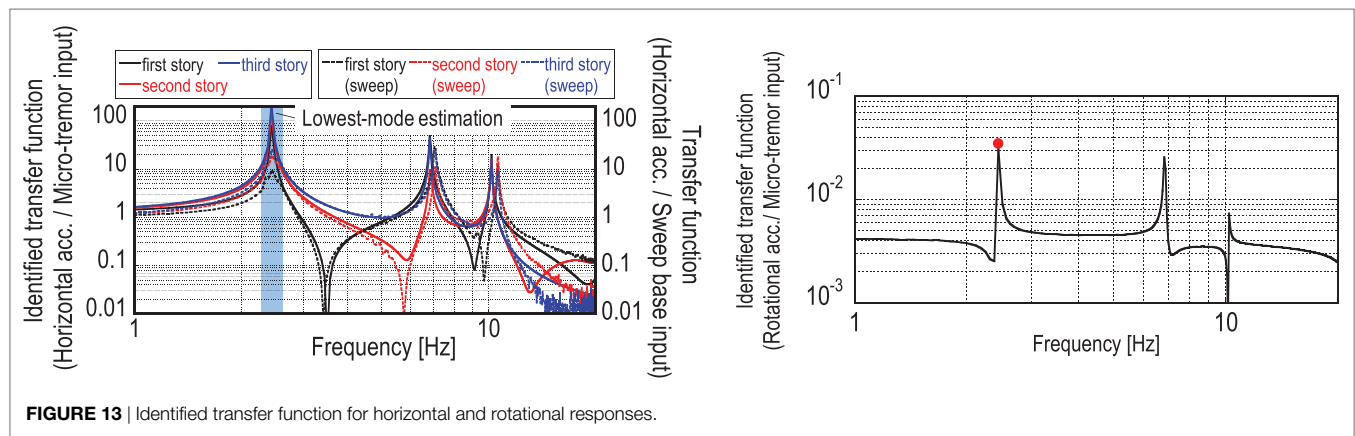 Identified transfer function
(Horizontal acc. / Micro-tremor input)
first story
third story
second story
first story
(sweep)
second story
(sweep)
third story
(sweep)
Lowest-mode estimation
100
10
1
0.1
0.01
100
10
1
0.1
0.01
1
10
Frequency [Hz]
Transfer function
(Horizontal acc. / Sweep base input)
Identified transfer function
(Rotational acc./ Micro-tremor input)
10-1
10-2
10-3
1
10
Frequency [Hz]
FIGURE 13 | Identified transfer function for horizontal and rotational responses.